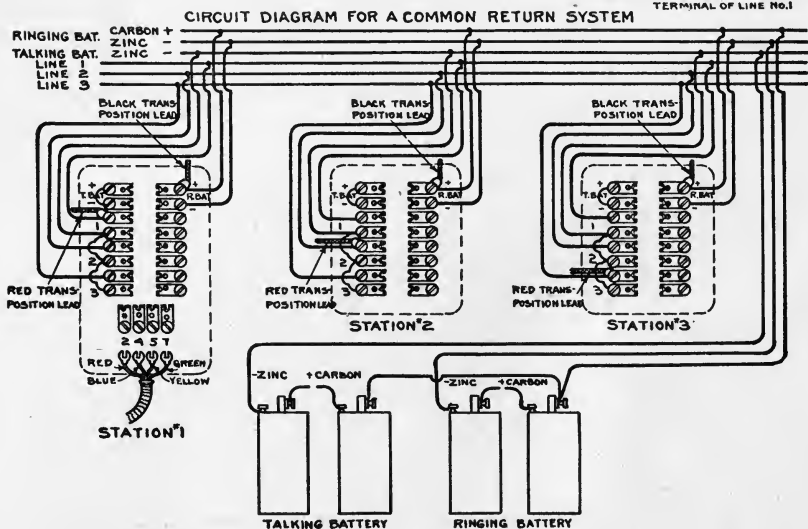 TERMINAL OF LINE NO.1
CIRCUIT DIAGRAM FOR A COMMON RETURN SYSTEM
RINGING BAT. CARBON +
ZINC -
TALKING BAT. ZINC -
LINE 1
LINE 2
LINE 3
BLACK TRANS-
POSITION LEAD
BLACK TRANS-
POSITION LEAD
BLACK TRANS-
POSITION LEAD
+ +
T.BAT R.BAT
- -
1
2
3
+ +
T.BAT R.BAT
- -
1
2
3
+ +
T.BAT R.BAT
- -
1
2
3
RED TRANS-
POSITION LEAD
RED TRANS-
POSITION LEAD
RED TRANS-
POSITION LEAD
STATION #2
STATION #3
2 4 5 7
RED GREEN
BLUE YELLOW
STATION #1
-ZINC +CARBON
-ZINC +CARBON
TALKING BATTERY
RINGING BATTERY